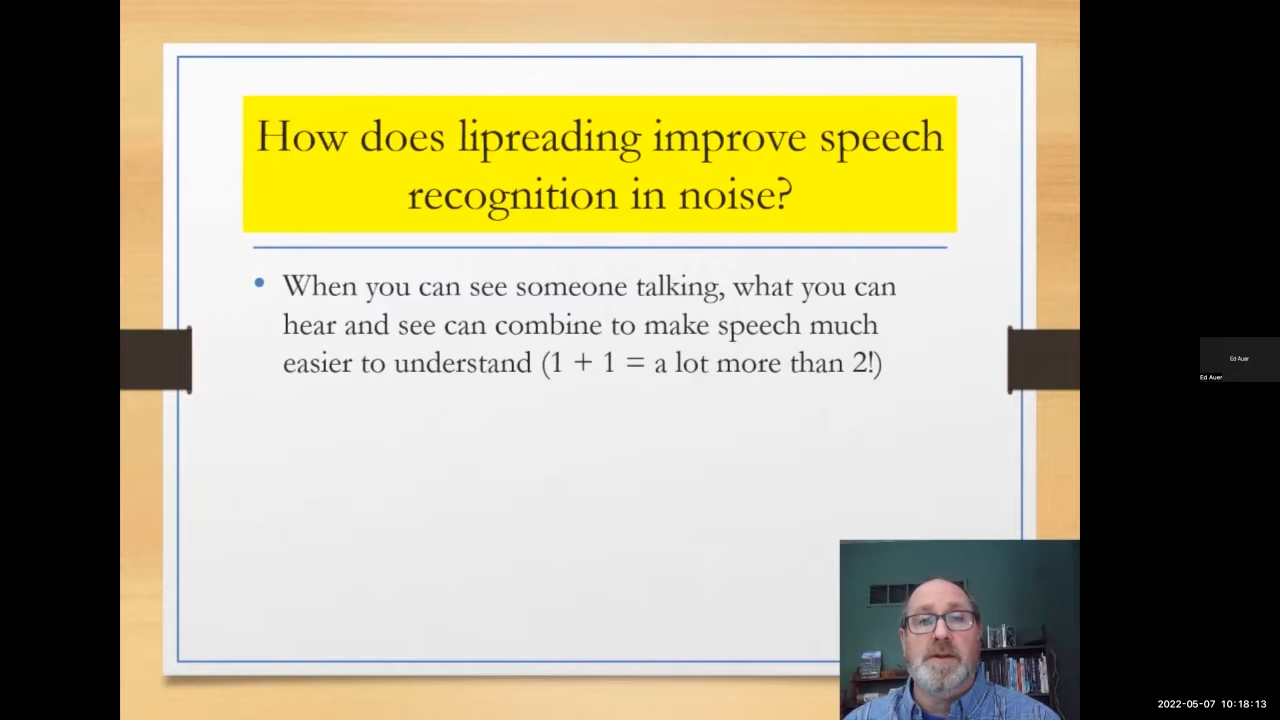 How does lipreading improve speech
recognition in noise?
• When you can see someone talking, what you can
hear and see can combine to make speech much
easier to understand (1 + 1 = a lot more than 2!)
Ed Auer
Ed Auer
2022-05-07 10:18:13